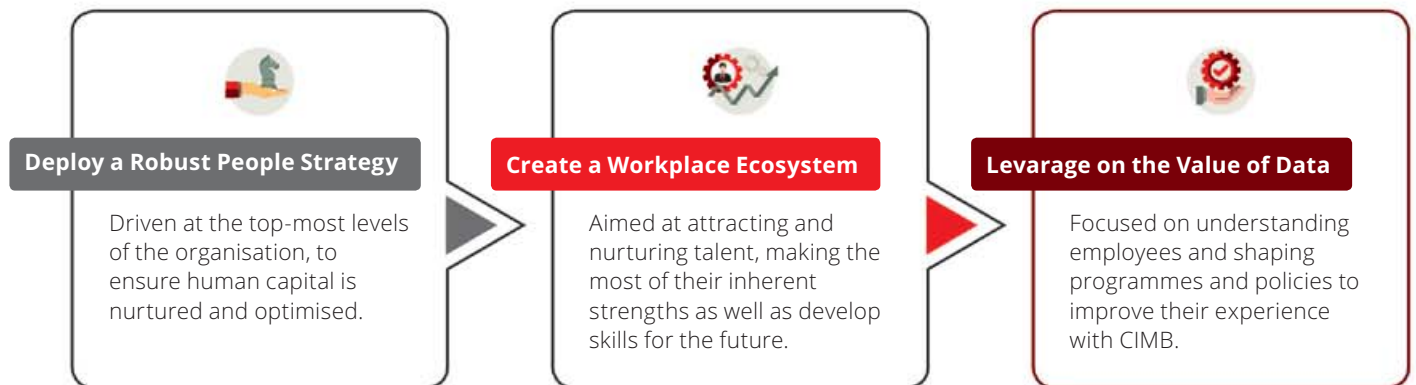 Deploy a Robust People Strategy
Driven at the top-most levels
of the organisation, to
ensure human capital is
nurtured and optimised.
Create a Workplace Ecosystem
Aimed at attracting and
nurturing talent, making the
most of their inherent
strengths as well as develop
skills for the future.
Levarage on the Value of Data
Focused on understanding
employees and shaping
programmes and policies to
improve their experience
with CIMB.